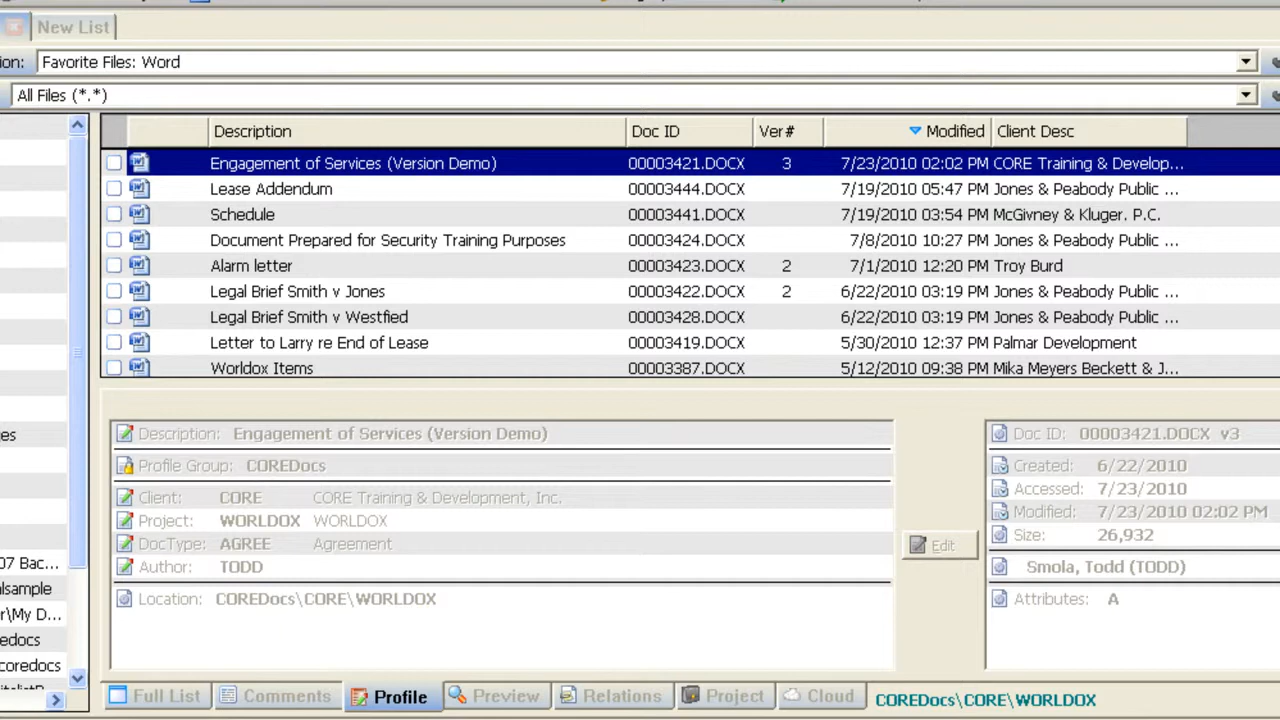 New List
ion: Favorite Files: Word
All Files (*.*)
Description Doc ID Ver# Modified Client Desc
Engagement of Services (Version Demo) 00003421.DOCX 3 7/23/2010 02:02 PM CORE Training & Develop...
Lease Addendum 00003444.DOCX 7/19/2010 05:47 PM Jones & Peabody Public ...
Schedule 00003441.DOCX 7/19/2010 03:54 PM McGivney & Kluger. P.C.
Document Prepared for Security Training Purposes 00003424.DOCX 7/8/2010 10:27 PM Jones & Peabody Public ...
Alarm letter 00003423.DOCX 2 7/1/2010 12:20 PM Troy Burd
Legal Brief Smith v Jones 00003422.DOCX 2 6/22/2010 03:19 PM Jones & Peabody Public ...
Legal Brief Smith v Westfied 00003428.DOCX 6/22/2010 03:19 PM Jones & Peabody Public ...
Letter to Larry re End of Lease 00003419.DOCX 5/30/2010 12:37 PM Palmar Development
Worldox Items 00003387.DOCX 5/12/2010 09:38 PM Mika Meyers Beckett & J...
es
07 Bac...
alsample
r\My D...
edocs
coredocs
Description: Engagement of Services (Version Demo)
Profile Group: COREDocs
Client: CORE CORE Training & Development, Inc.
Project: WORLDOX WORLDOX
DocType: AGREE Agreement
Author: TODD
Location: COREDocs\CORE\WORLDOX
Edit
Doc ID: 00003421.DOCX v3
Created: 6/22/2010
Accessed: 7/23/2010
Modified: 7/23/2010 02:02 PM
Size: 26,932
Smola, Todd (TODD)
Attributes: A
Full List Comments Profile Preview Relations Project Cloud COREDocs\CORE\WORLDOX